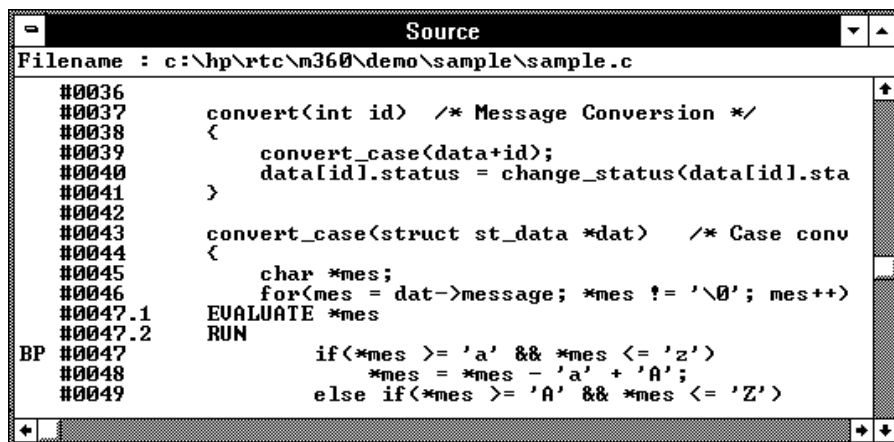 Source
Filename : c:\hp\rtc\m360\demo\sample\sample.c
#0036
#0037 convert(int id) /* Message Conversion */
#0038 {
#0039 convert_case(data+id);
#0040 data[id].status = change_status(data[id].sta
#0041 }
#0042
#0043 convert_case(struct st_data *dat) /* Case conv
#0044 {
#0045 char *mes;
#0046 for(mes = dat->message; *mes != '\0'; mes++)
#0047.1 EVALUATE *mes
#0047.2 RUN
BP #0047 if(*mes >= 'a' && *mes <= 'z')
#0048 *mes = *mes - 'a' + 'A';
#0049 else if(*mes >= 'A' && *mes <= 'Z')